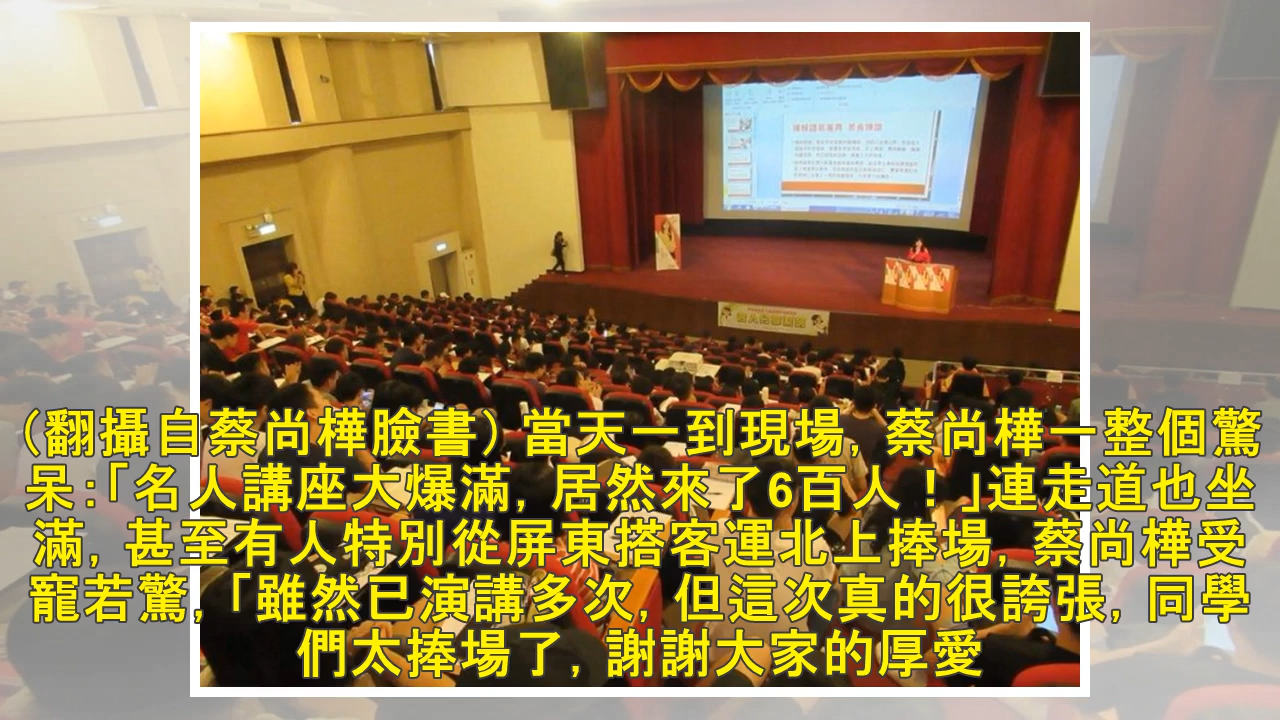 (翻攝自蔡尚樺臉書) 當天一到現場, 蔡尚樺一整個驚
呆:「名人講座大爆滿, 居然來了6百人！」連走道也坐
滿, 甚至有人特別從屏東搭客運北上捧場, 蔡尚樺受
寵若驚, 「雖然已演講多次, 但這次真的很誇張, 同學
們太捧場了, 謝謝大家的厚愛